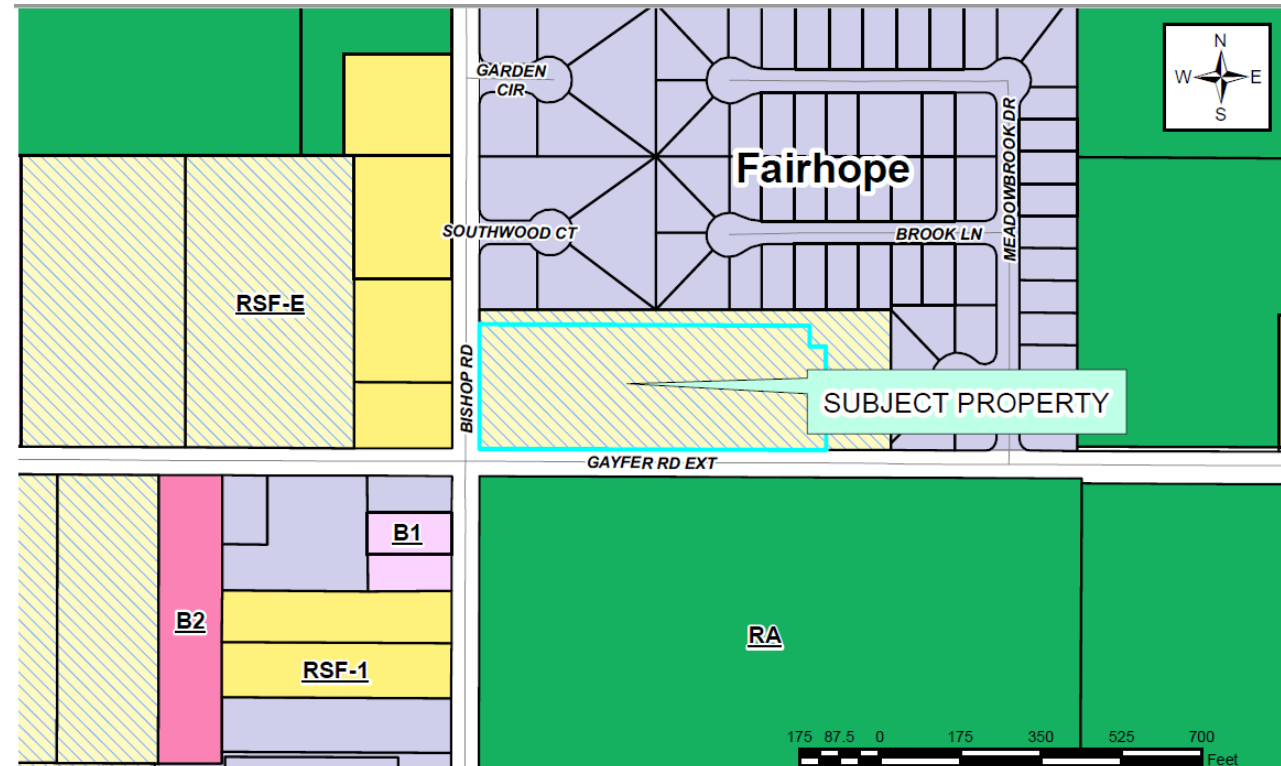 N
W E
S
GARDEN
CIR
Fairhope
MEADOWBROOK DR
SOUTHWOOD CT
BROOK LN
RSF-E
BISHOP RD
SUBJECT PROPERTY
GAYFER RD EXT
B1
B2
RSF-1
RA
175 87.5 0 175 350 525 700
Feet